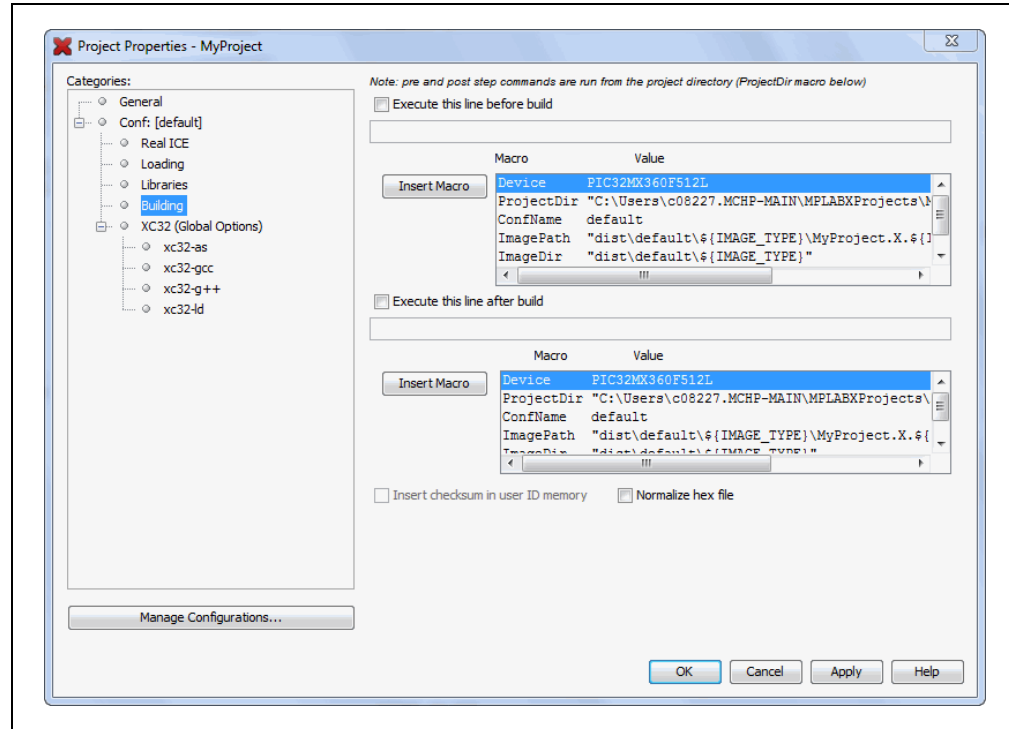 Project Properties - MyProject
Categories:
General
Conf: [default]
Real ICE
Loading
Libraries
Building
XC32 (Global Options)
xc32-as
xc32-gcc
xc32-g++
xc32-ld
Manage Configurations...
Note: pre and post step commands are run from the project directory (ProjectDir macro below)
Execute this line before build
Macro Value
Insert Macro
Device PIC32MX360F512L
ProjectDir "C:\Users\c08227.MCHP-MAIN\MPLABXProjects\M
ConfName default
ImagePath "dist\default\${IMAGE_TYPE}\MyProject.X.${I
ImageDir "dist\default\${IMAGE_TYPE}"
Execute this line after build
Macro Value
Insert Macro
Device PIC32MX360F512L
ProjectDir "C:\Users\c08227.MCHP-MAIN\MPLABXProjects\
ConfName default
ImagePath "dist\default\${IMAGE_TYPE}\MyProject.X.${
ImageDir "dist\default\${IMAGE_TYPE}"
Insert checksum in user ID memory Normalize hex file
OK Cancel Apply Help